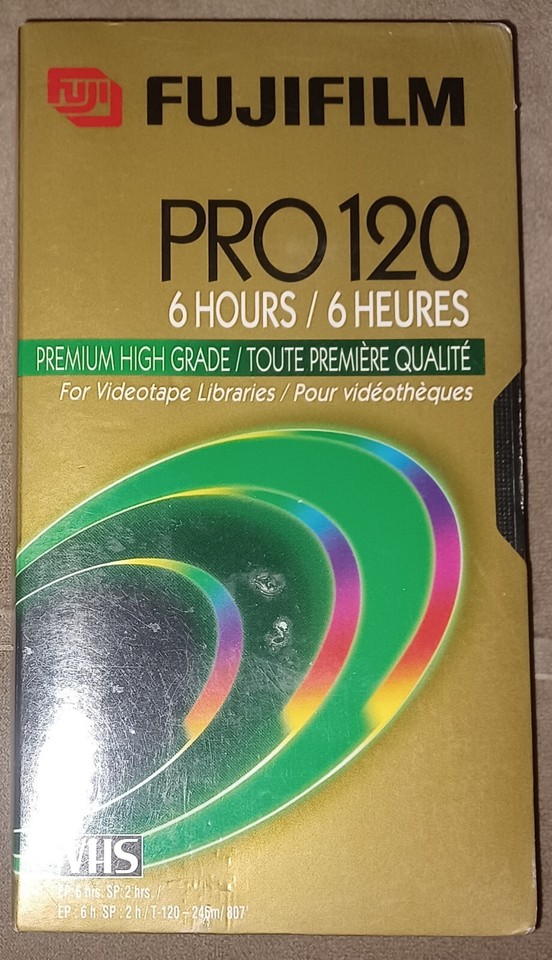 FUJI FUJIFILM
PRO 120
6 HOURS / 6 HEURES
PREMIUM HIGH GRADE / TOUTE PREMIÈRE QUALITÉ
For Videotape Libraries / Pour vidéothèques
VHS
EP: 6 hrs. SP: 2 hrs. /
EP : 6 h SP : 2 h / T-120 – 246m/ 807'